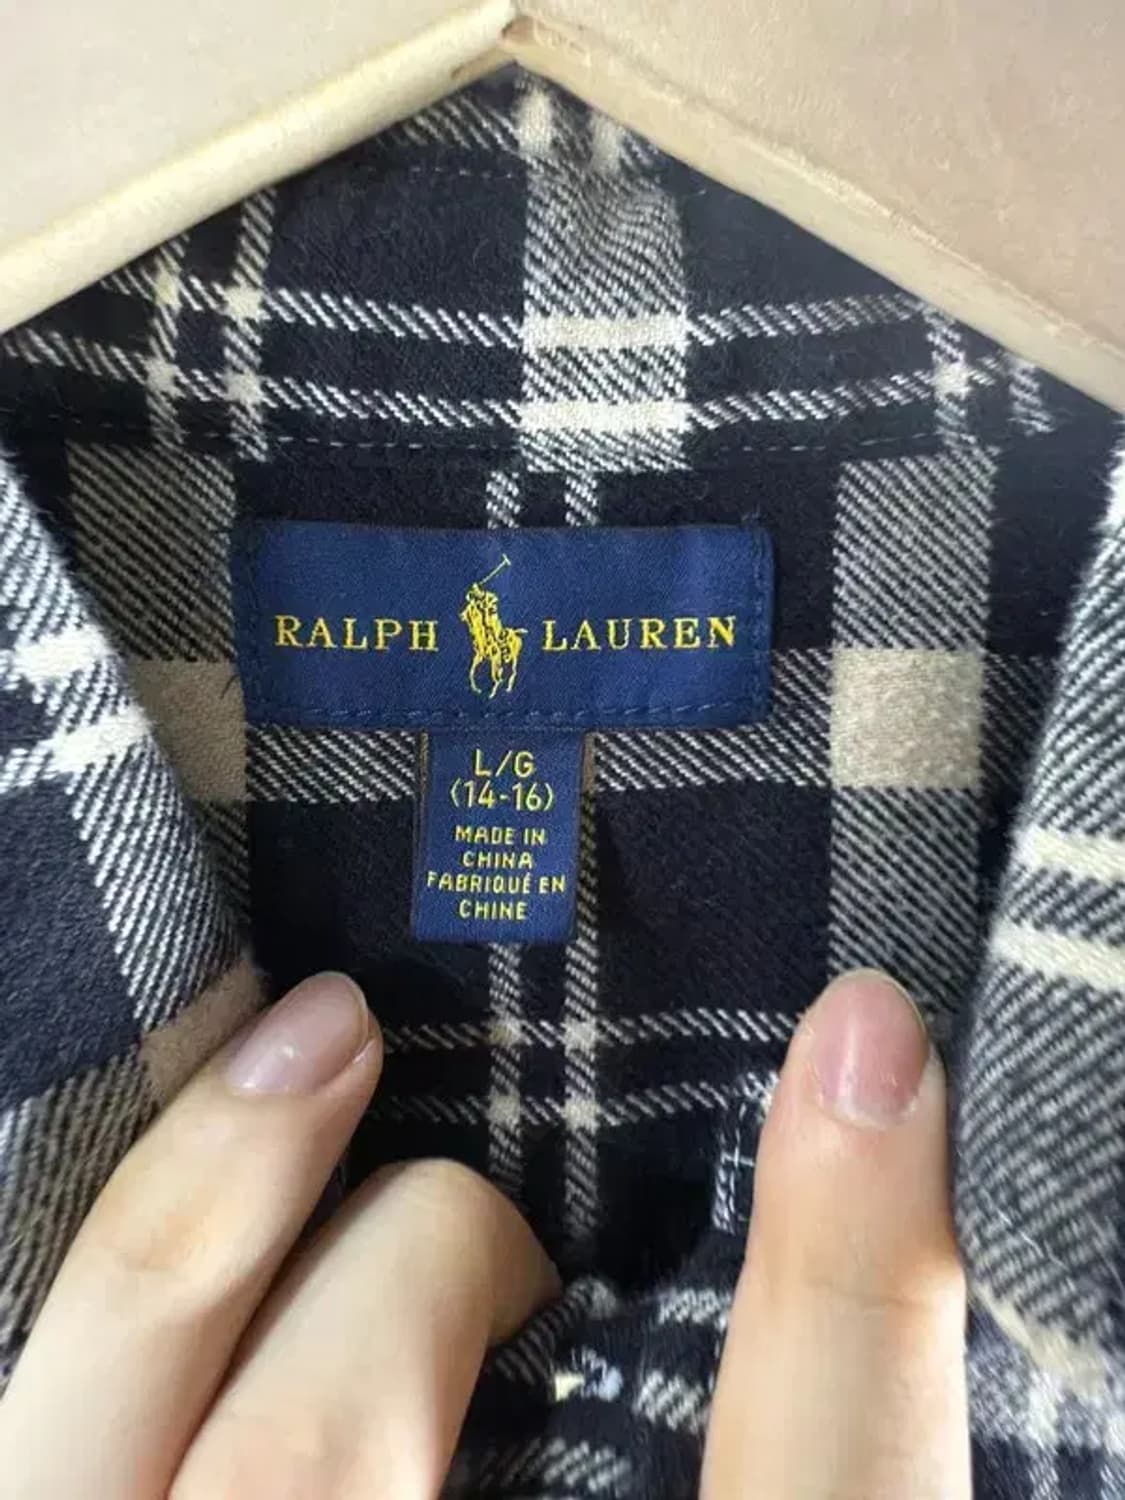 RALPH LAUREN
L/G
(14-16)
MADE IN
CHINA
FABRIQUÉ EN
CHINE